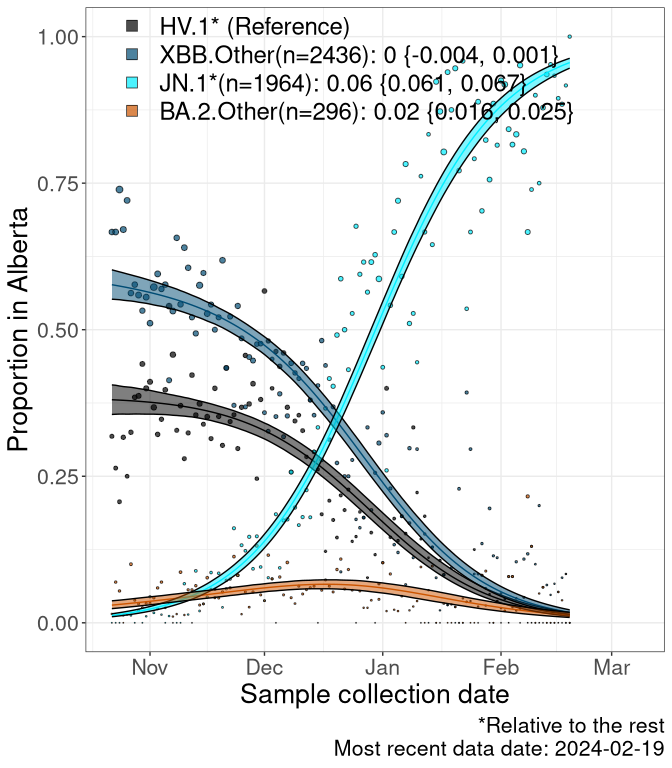 HV.1* (Reference)
XBB.Other(n=2436): 0 {-0.004, 0.001}
JN.1*(n=1964): 0.06 {0.061, 0.067}
BA.2.Other(n=296): 0.02 {0.016, 0.025}
Proportion in Alberta
1.00
0.75
0.50
0.25
0.00
Nov Dec Jan Feb Mar
Sample collection date
*Relative to the rest
Most recent data date: 2024-02-19